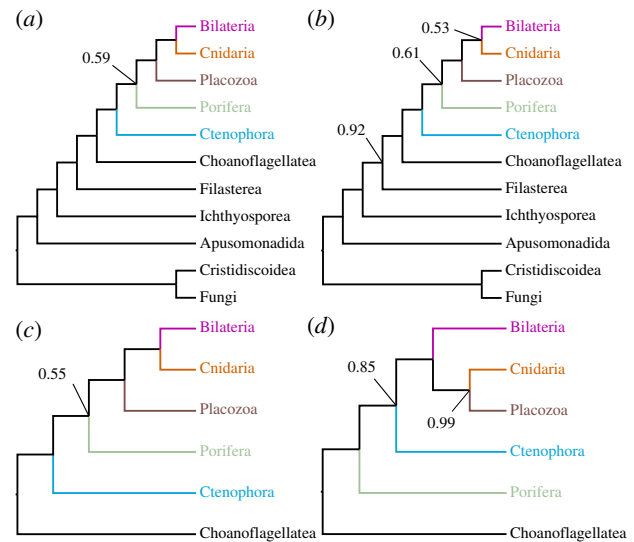 (a)
Bilateria
0.59
Cnidaria
Placozoa
Porifera
Ctenophora
Choanoflagellatea
Filasterea
Ichthyosporea
Apusomonadida
Cristidiscoidea
Fungi
(b)
0.53
Bilateria
0.61
Cnidaria
Placozoa
Porifera
0.92
Ctenophora
Choanoflagellatea
Filasterea
Ichthyosporea
Apusomonadida
Cristidiscoidea
Fungi
(c)
Bilateria
0.55
Cnidaria
Placozoa
Porifera
Ctenophora
Choanoflagellatea
(d)
Bilateria
0.85
Cnidaria
0.99
Placozoa
Ctenophora
Porifera
Choanoflagellatea